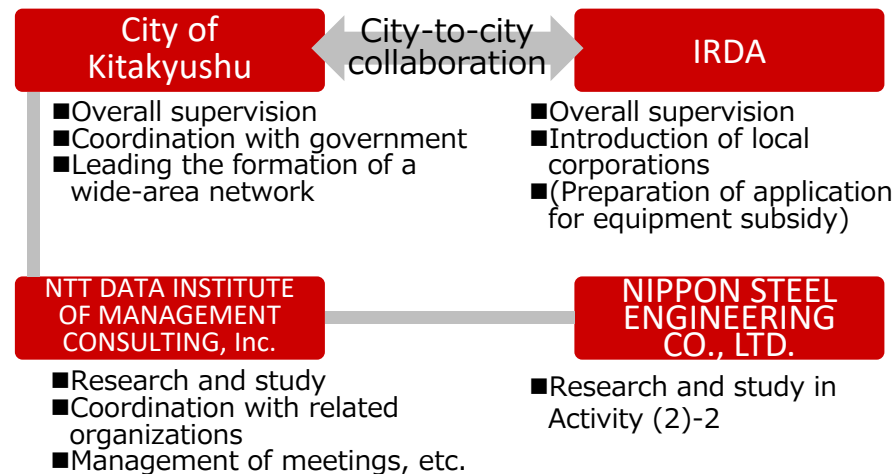 City of
Kitakyushu
City-to-city
collaboration
IRDA
■Overall supervision
■Coordination with government
■Leading the formation of a
wide-area network
■Overall supervision
■Introduction of local
corporations
■(Preparation of application
for equipment subsidy)
NTT DATA INSTITUTE
OF MANAGEMENT
CONSULTING, Inc.
NIPPON STEEL
ENGINEERING
CO., LTD.
■Research and study
■Coordination with related
organizations
■Management of meetings, etc.
■Research and study in
Activity (2)-2